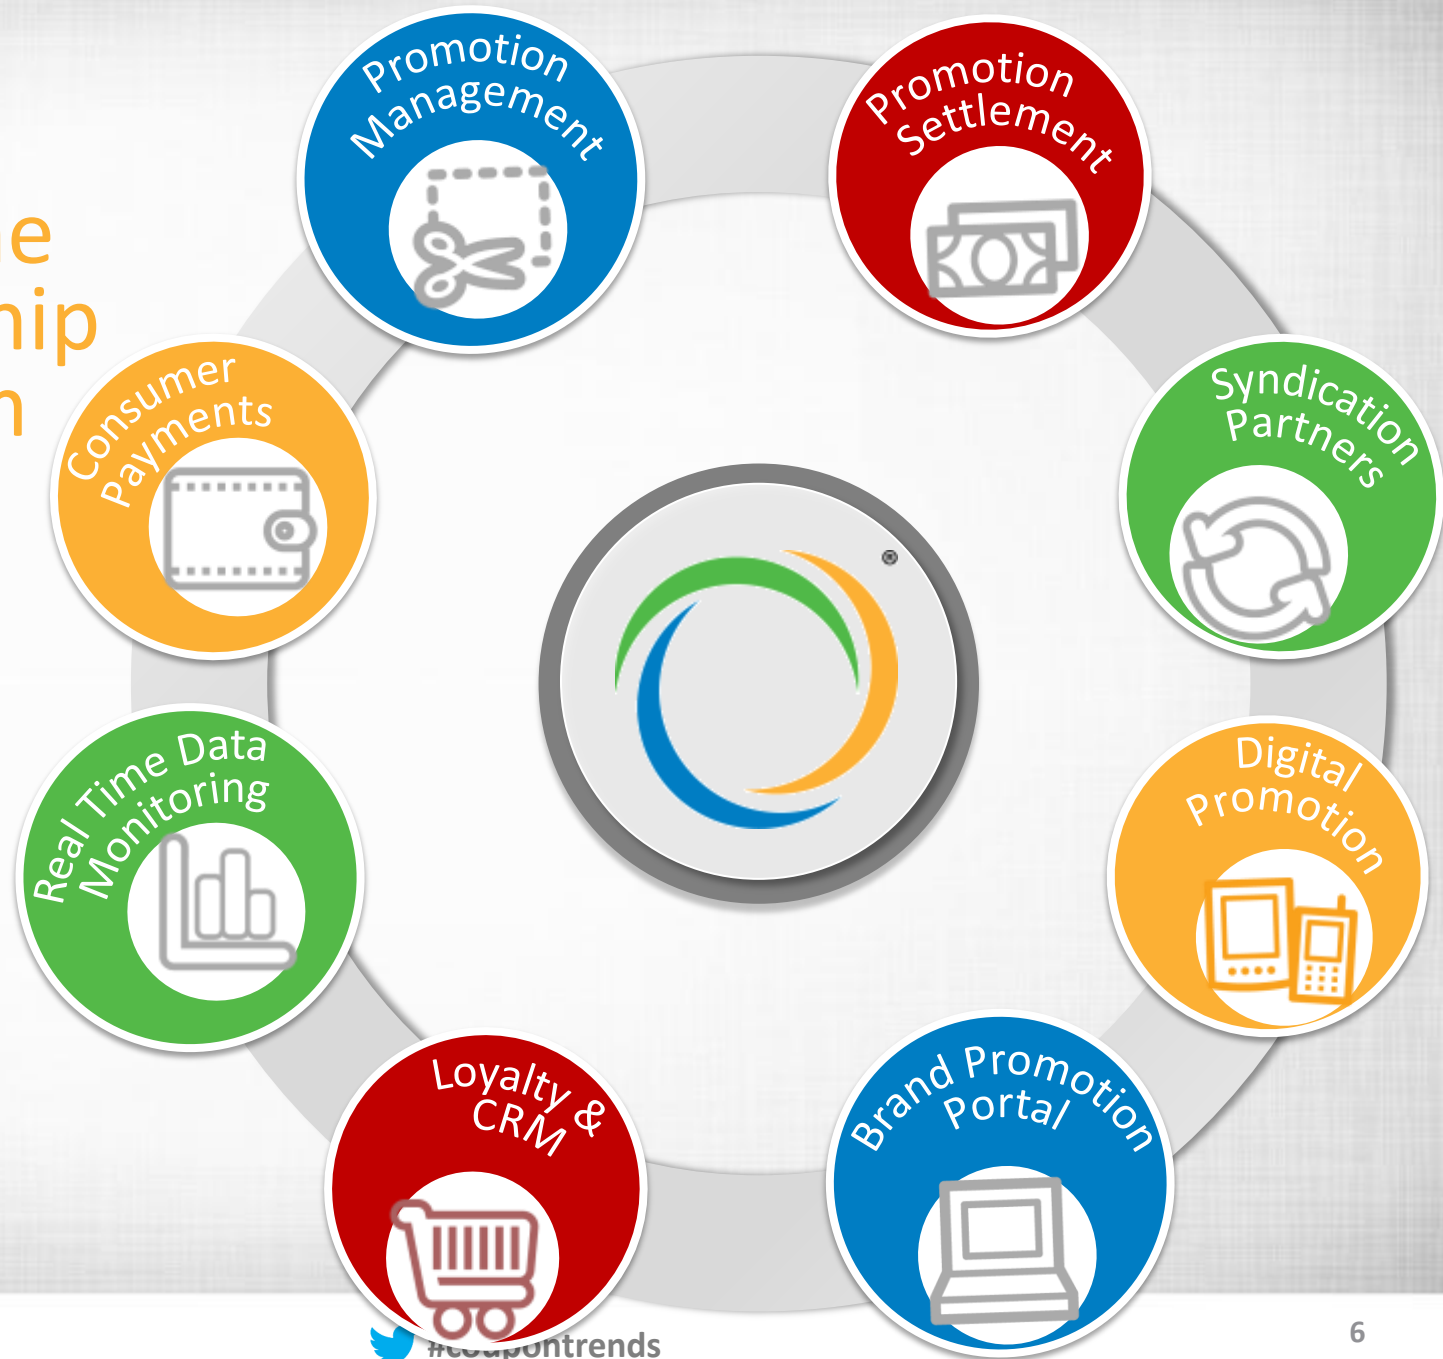 Promotion
Management
Promotion
Settlement
Consumer
Payments
Syndication
Partners
Real Time Data
Monitoring
Digital
Promotion
Loyalty &
CRM
Brand Promotion
Portal
®
#coupontrends
6